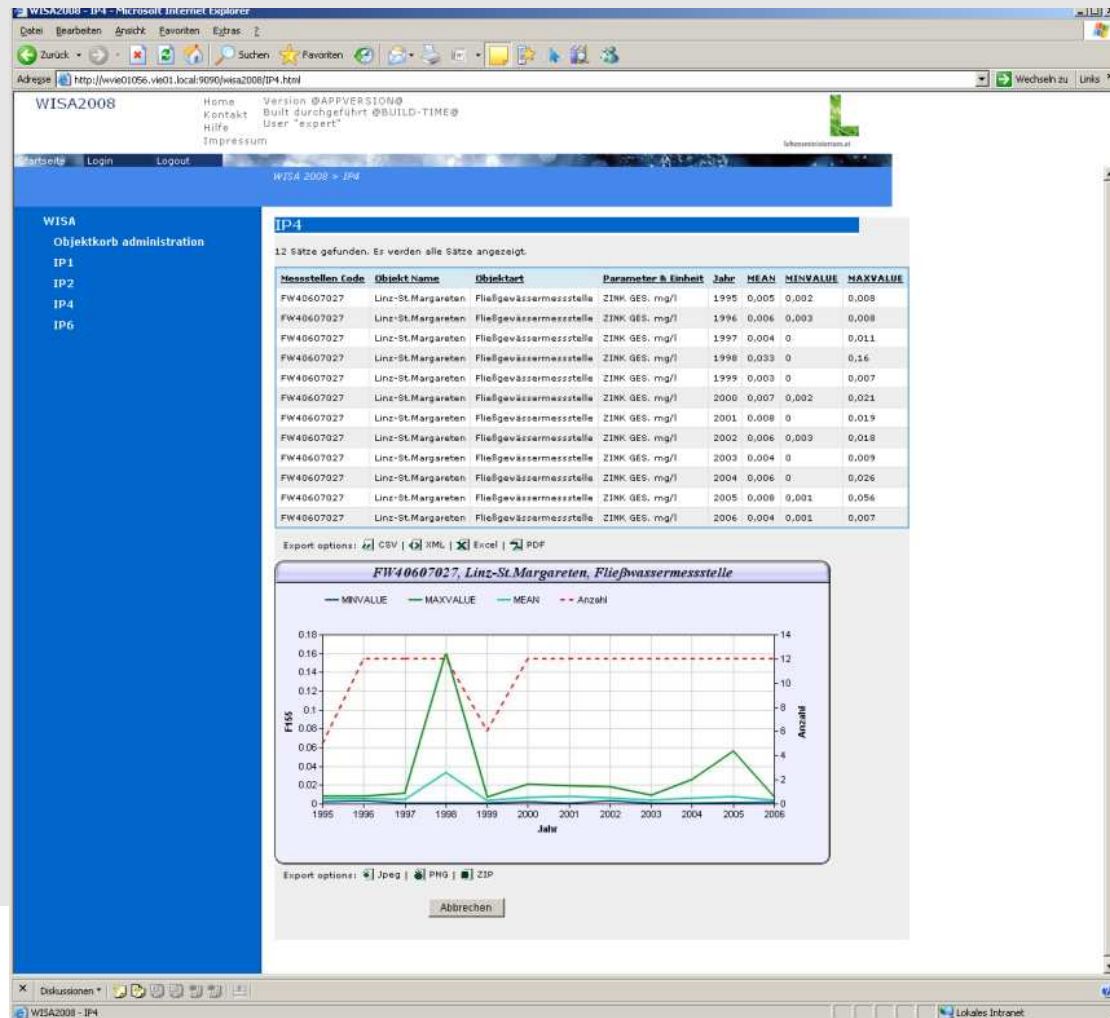 WISA2008 - IP4 - Microsoft Internet Explorer
Datei Bearbeiten Ansicht Favoriten Extras ?
Zurück Suchen Favoriten
Adresse http://wvie01056.vie01.local:9090/wisa2008/IP4.html Wechseln zu Links
WISA2008
Home
Kontakt
Hilfe
Impressum
Version @APPVERSION@
Built durchgeführt @BUILD-TIME@
User "expert"
L
lebensministerium.at
Startseite Login Logout
WISA 2008 > IP4
WISA
Objektkorb administration
IP1
IP2
IP4
IP6
IP4
12 Sätze gefunden. Es werden alle Sätze angezeigt.
Messstellen Code Objekt Name Objektart Parameter & Einheit Jahr MEAN MINVALUE MAXVALUE
FW40607027 Linz-St.Margareten Fließgewässermessstelle ZINK GES. mg/l 1995 0,005 0,002 0,008
FW40607027 Linz-St.Margareten Fließgewässermessstelle ZINK GES. mg/l 1996 0,006 0,003 0,008
FW40607027 Linz-St.Margareten Fließgewässermessstelle ZINK GES. mg/l 1997 0,004 0 0,011
FW40607027 Linz-St.Margareten Fließgewässermessstelle ZINK GES. mg/l 1998 0,033 0 0,16
FW40607027 Linz-St.Margareten Fließgewässermessstelle ZINK GES. mg/l 1999 0,003 0 0,007
FW40607027 Linz-St.Margareten Fließgewässermessstelle ZINK GES. mg/l 2000 0,007 0,002 0,021
FW40607027 Linz-St.Margareten Fließgewässermessstelle ZINK GES. mg/l 2001 0,008 0 0,019
FW40607027 Linz-St.Margareten Fließgewässermessstelle ZINK GES. mg/l 2002 0,006 0,003 0,018
FW40607027 Linz-St.Margareten Fließgewässermessstelle ZINK GES. mg/l 2003 0,004 0 0,009
FW40607027 Linz-St.Margareten Fließgewässermessstelle ZINK GES. mg/l 2004 0,006 0 0,026
FW40607027 Linz-St.Margareten Fließgewässermessstelle ZINK GES. mg/l 2005 0,008 0,001 0,056
FW40607027 Linz-St.Margareten Fließgewässermessstelle ZINK GES. mg/l 2006 0,004 0,001 0,007
Export options: CSV | XML | Excel | PDF
FW40607027, Linz-St.Margareten, Fließwassermessstelle
MINVALUE MAXVALUE MEAN Anzahl
0.18 14
0.16 12
0.14
0.12 10
0.1 8
0.08 6
0.06 4
0.04
0.02 2
0 0
F155
Anzahl
1995 1996 1997 1998 1999 2000 2001 2002 2003 2004 2005 2006
Jahr
Export options: Jpeg | PNG | ZIP
Abbrechen
Diskussionen
WISA2008 - IP4 Lokales Intranet